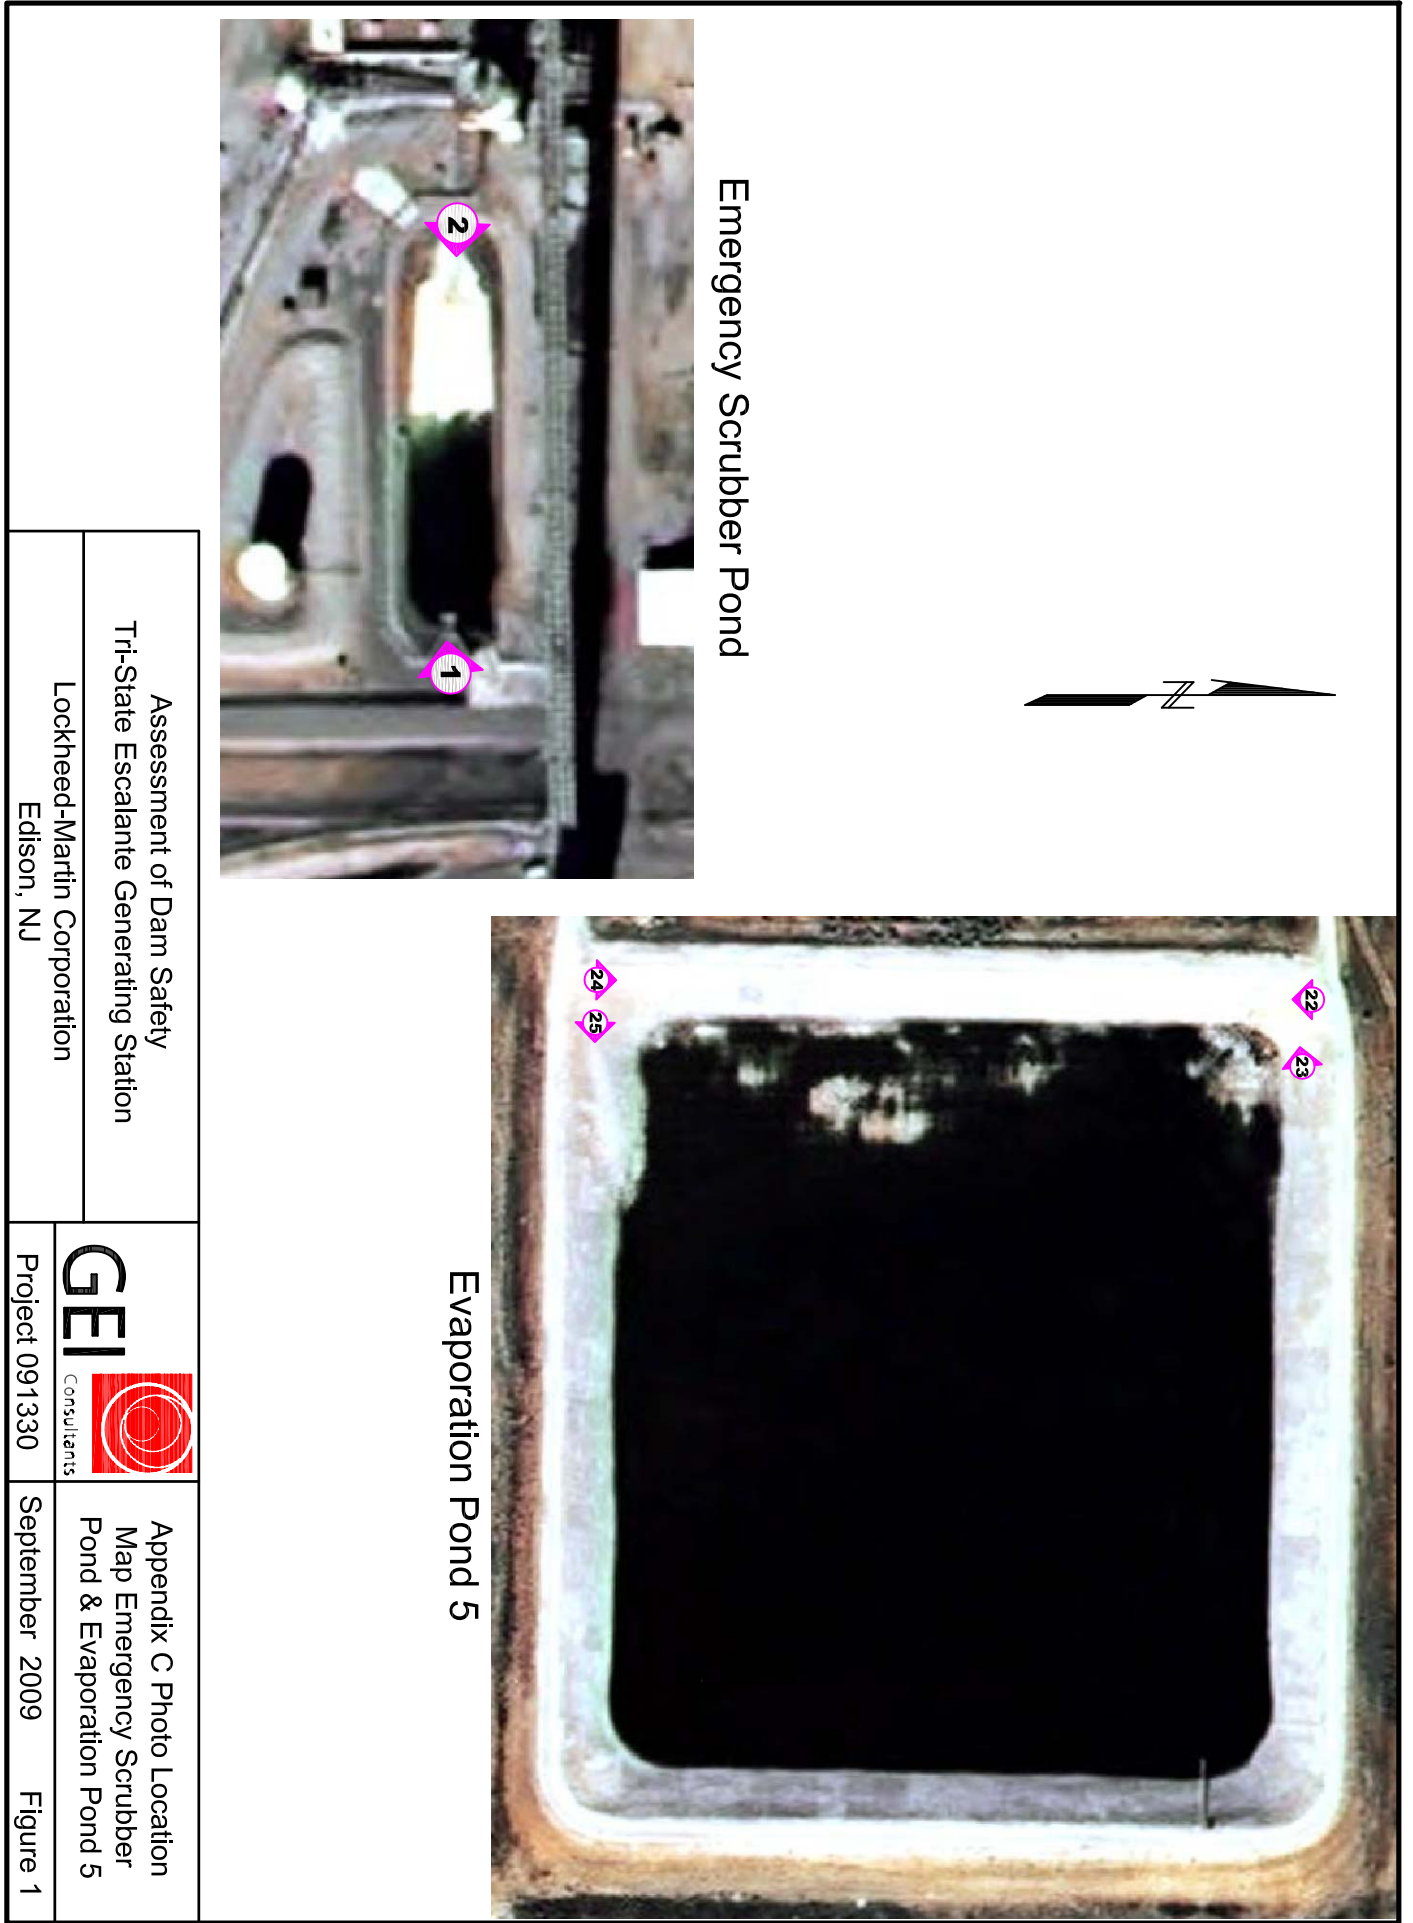 Emergency Scrubber Pond
2
1
N
22
23
24
25
Evaporation Pond 5
Assessment of Dam Safety
Tri-State Escalante Generating Station
Lockheed-Martin Corporation
Edison, NJ
GEI
Consultants
Project 091330
Appendix C Photo Location
Map Emergency Scrubber
Pond & Evaporation Pond 5
September 2009
Figure 1